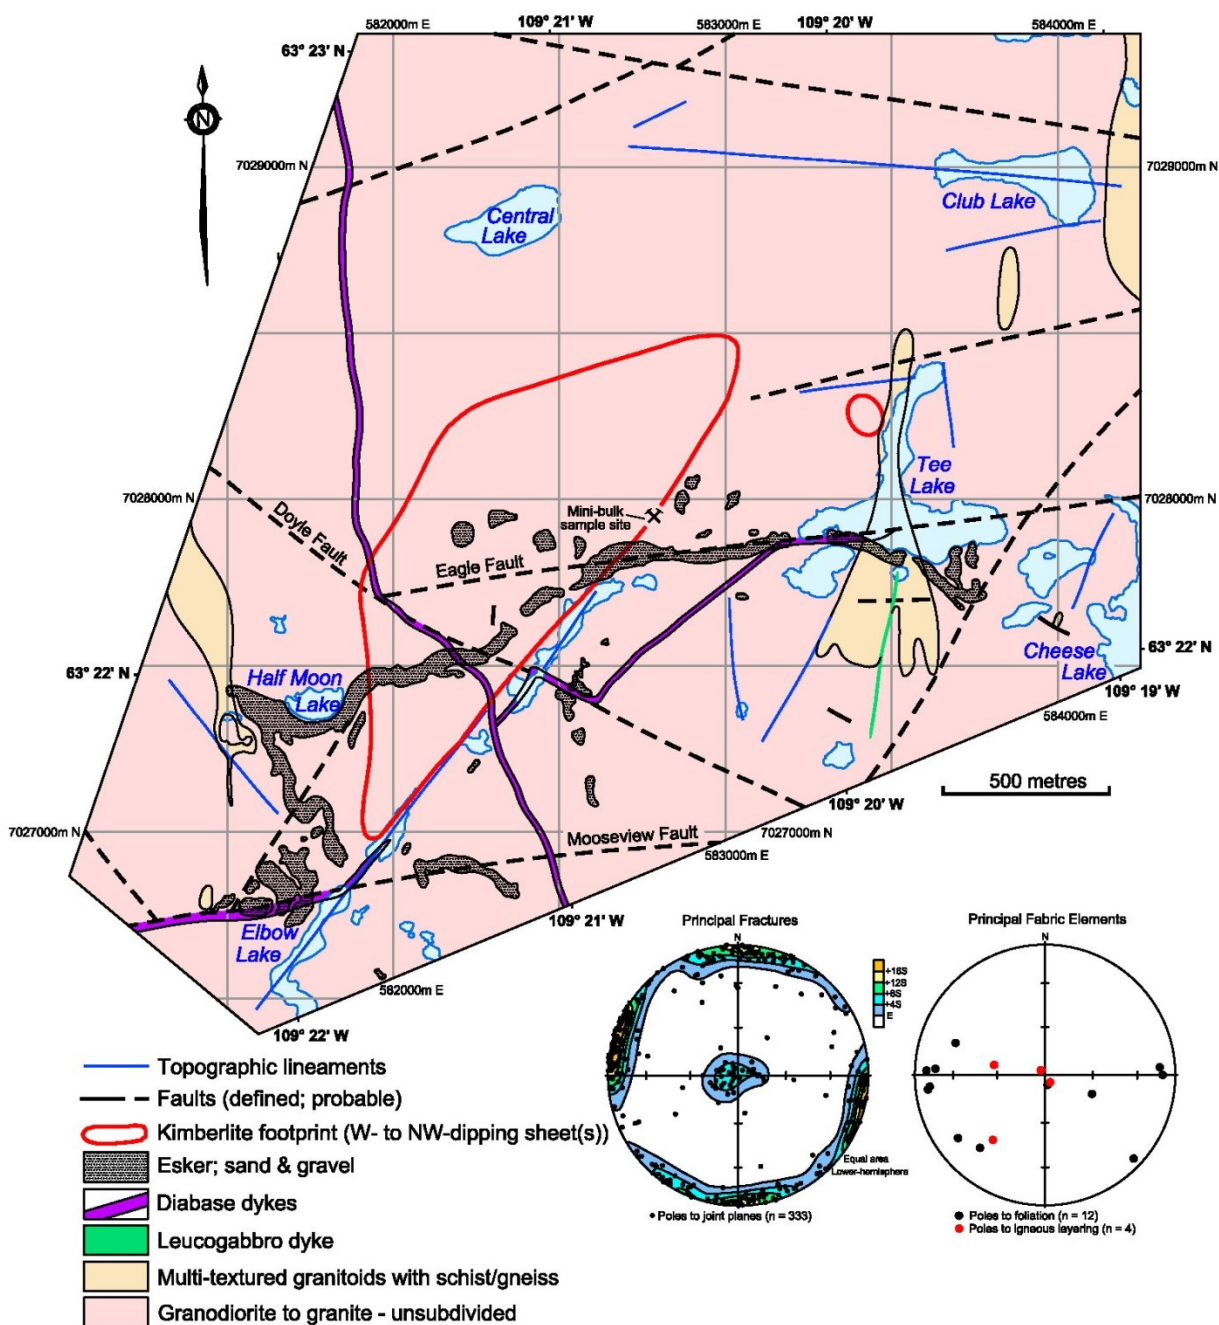 582000m E
109° 21' W
583000m E
109° 20' W
584000m E
63° 23' N
N
7029000m N
7029000m N
Central
Lake
Club Lake
Tee
Lake
7028000m N
7028000m N
Mini-bulk
sample site
Doyle Fault
Eagle Fault
63° 22' N
63° 22' N
Half Moon
Lake
Cheese
Lake
109° 19' W
584000m E
500 metres
109° 20' W
7027000m N
7027000m N
Mooseview Fault
583000m E
109° 21' W
Elbow
Lake
582000m E
109° 22' W
Topographic lineaments
Faults (defined; probable)
Kimberlite footprint (W- to NW-dipping sheet(s))
Esker; sand & gravel
Diabase dykes
Leucogabbro dyke
Multi-textured granitoids with schist/gneiss
Granodiorite to granite - unsubdivided
Principal Fractures
N
+16S
+12S
+8S
+4S
E
Equal area
Lower-hemisphere
Poles to joint planes (n = 333)
Principal Fabric Elements
N
Poles to foliation (n = 12)
Poles to igneous layering (n = 4)